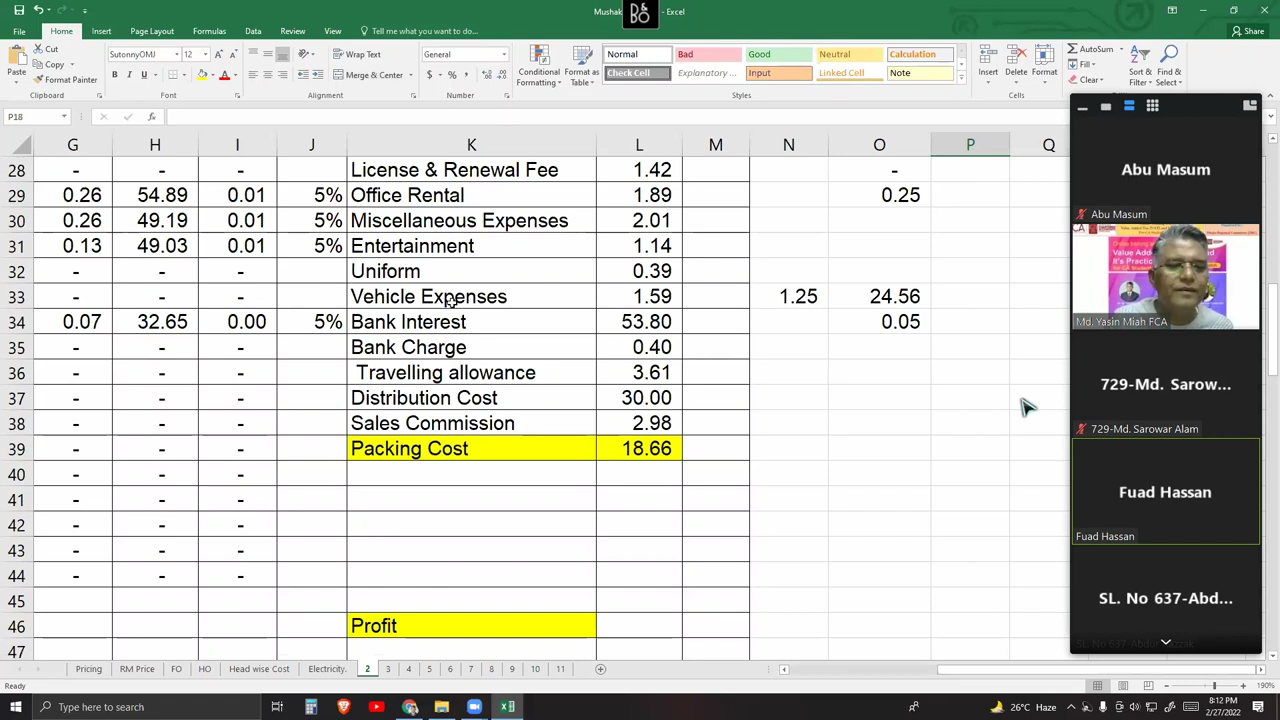 Mushak
- Excel
Share
File Home Insert Page Layout Formulas Data Review View Tell me what you want to do...
Paste
Cut
Copy
Format Painter
Clipboard
SutonnyOMJ 12
B I U
Font
Wrap Text
Merge & Center
Alignment
General
$ % ,
Number
Conditional Formatting
Format as Table
Normal Bad Good Neutral Calculation
Check Cell Explanatory ... Input Linked Cell Note
Styles
Insert Delete Format
Cells
AutoSum
Fill
Clear
Sort & Filter
Find & Select
Editing
P18
G H I J K L M N O P Q
28 - - - License & Renewal Fee 1.42 -
29 0.26 54.89 0.01 5% Office Rental 1.89 0.25
30 0.26 49.19 0.01 5% Miscellaneous Expenses 2.01
31 0.13 49.03 0.01 5% Entertainment 1.14
32 - - - Uniform 0.39
33 - - - Vehicle Expenses 1.59 1.25 24.56
34 0.07 32.65 0.00 5% Bank Interest 53.80 0.05
35 - - - Bank Charge 0.40
36 - - - Travelling allowance 3.61
37 - - - Distribution Cost 30.00
38 - - - Sales Commission 2.98
39 - - - Packing Cost 18.66
40 - - -
41 - - -
42 - - -
43 - - -
44 - - -
45
46 Profit
47
Abu Masum
Abu Masum
Value Added
It's Practic
Md. Yasin Miah FCA
729-Md. Sarow...
729-Md. Sarowar Alam
Fuad Hassan
Fuad Hassan
SL. No 637-Abd...
Pricing RM Price FO HO Head wise Cost Electricity. 2 3 4 5 6 7 8 9 10 11
Ready
190%
Type here to search
26°C Haze
8:12 PM
2/27/2022